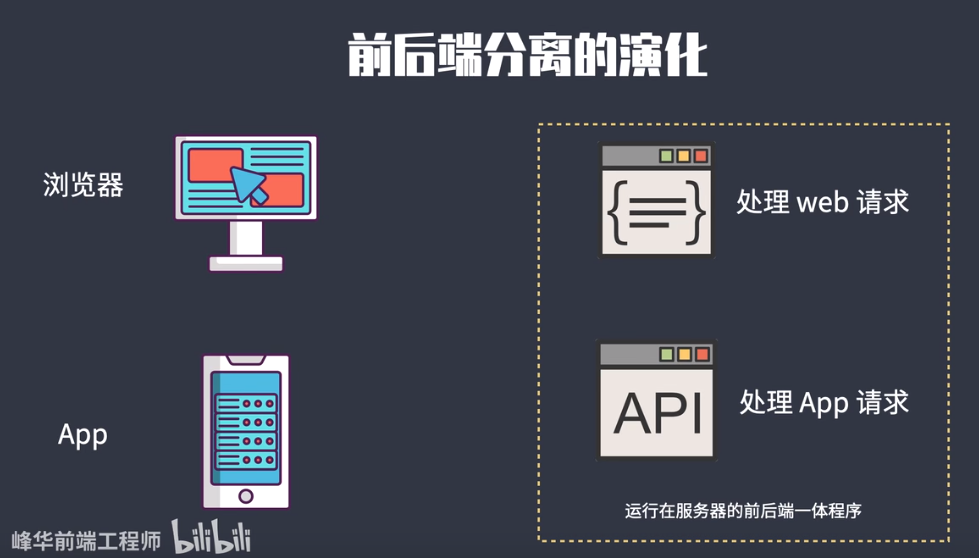 前后端分离的演化
浏览器
处理 web 请求
App
API
处理 App 请求
运行在服务器的前后端一体程序
峰华前端工程师 bilibili